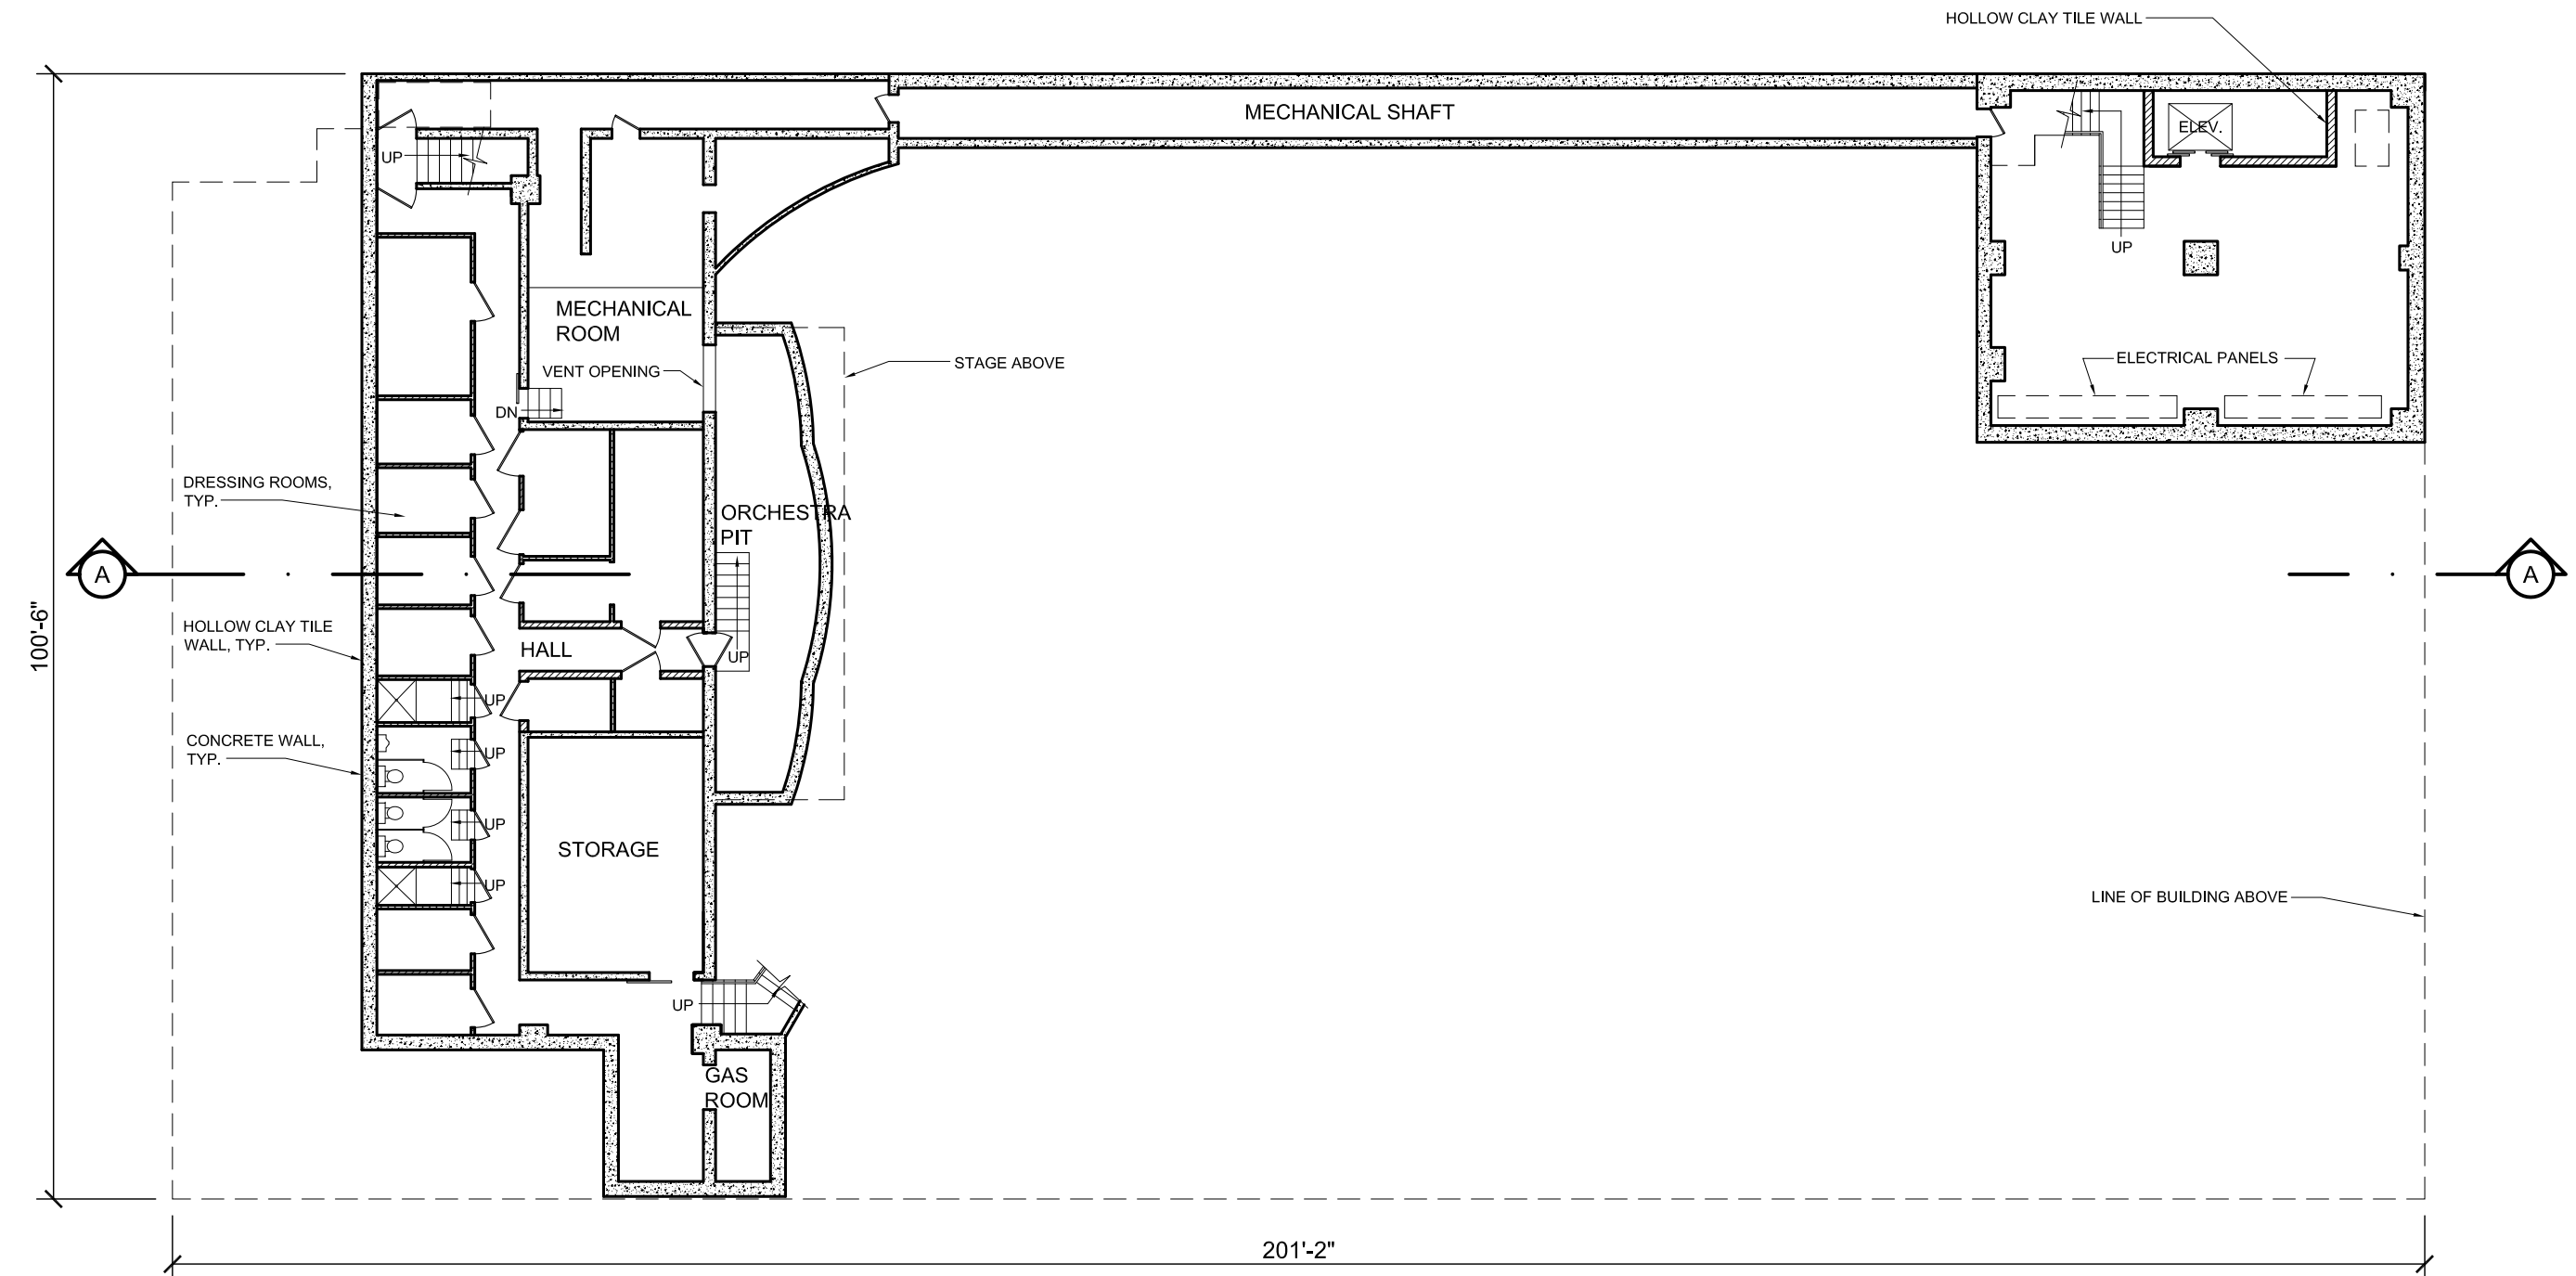 HOLLOW CLAY TILE WALL
MECHANICAL SHAFT
ELEV.
UP
UP
MECHANICAL
ROOM
VENT OPENING
STAGE ABOVE
ELECTRICAL PANELS
DN
DRESSING ROOMS,
TYP.
ORCHESTRA
PIT
A
A
100'-6"
HOLLOW CLAY TILE
WALL, TYP.
HALL
UP
UP
CONCRETE WALL,
TYP.
UP
UP
STORAGE
UP
LINE OF BUILDING ABOVE
UP
GAS
ROOM
201'-2"